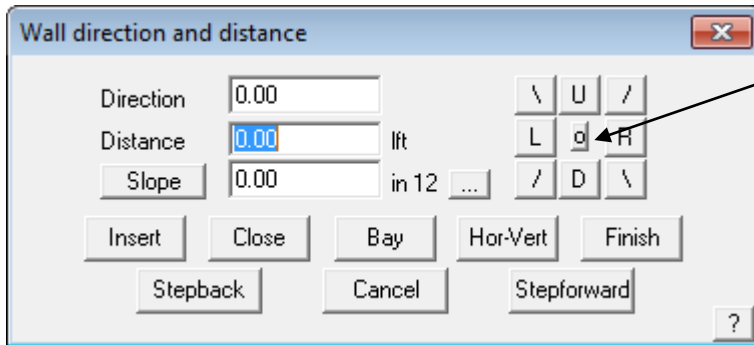 Wall direction and distance
Direction 0.00 \ U /
Distance 0.00 lft L o R
Slope 0.00 in 12 ... / D \
Insert Close Bay Hor-Vert Finish
Stepback Cancel Stepforward
?